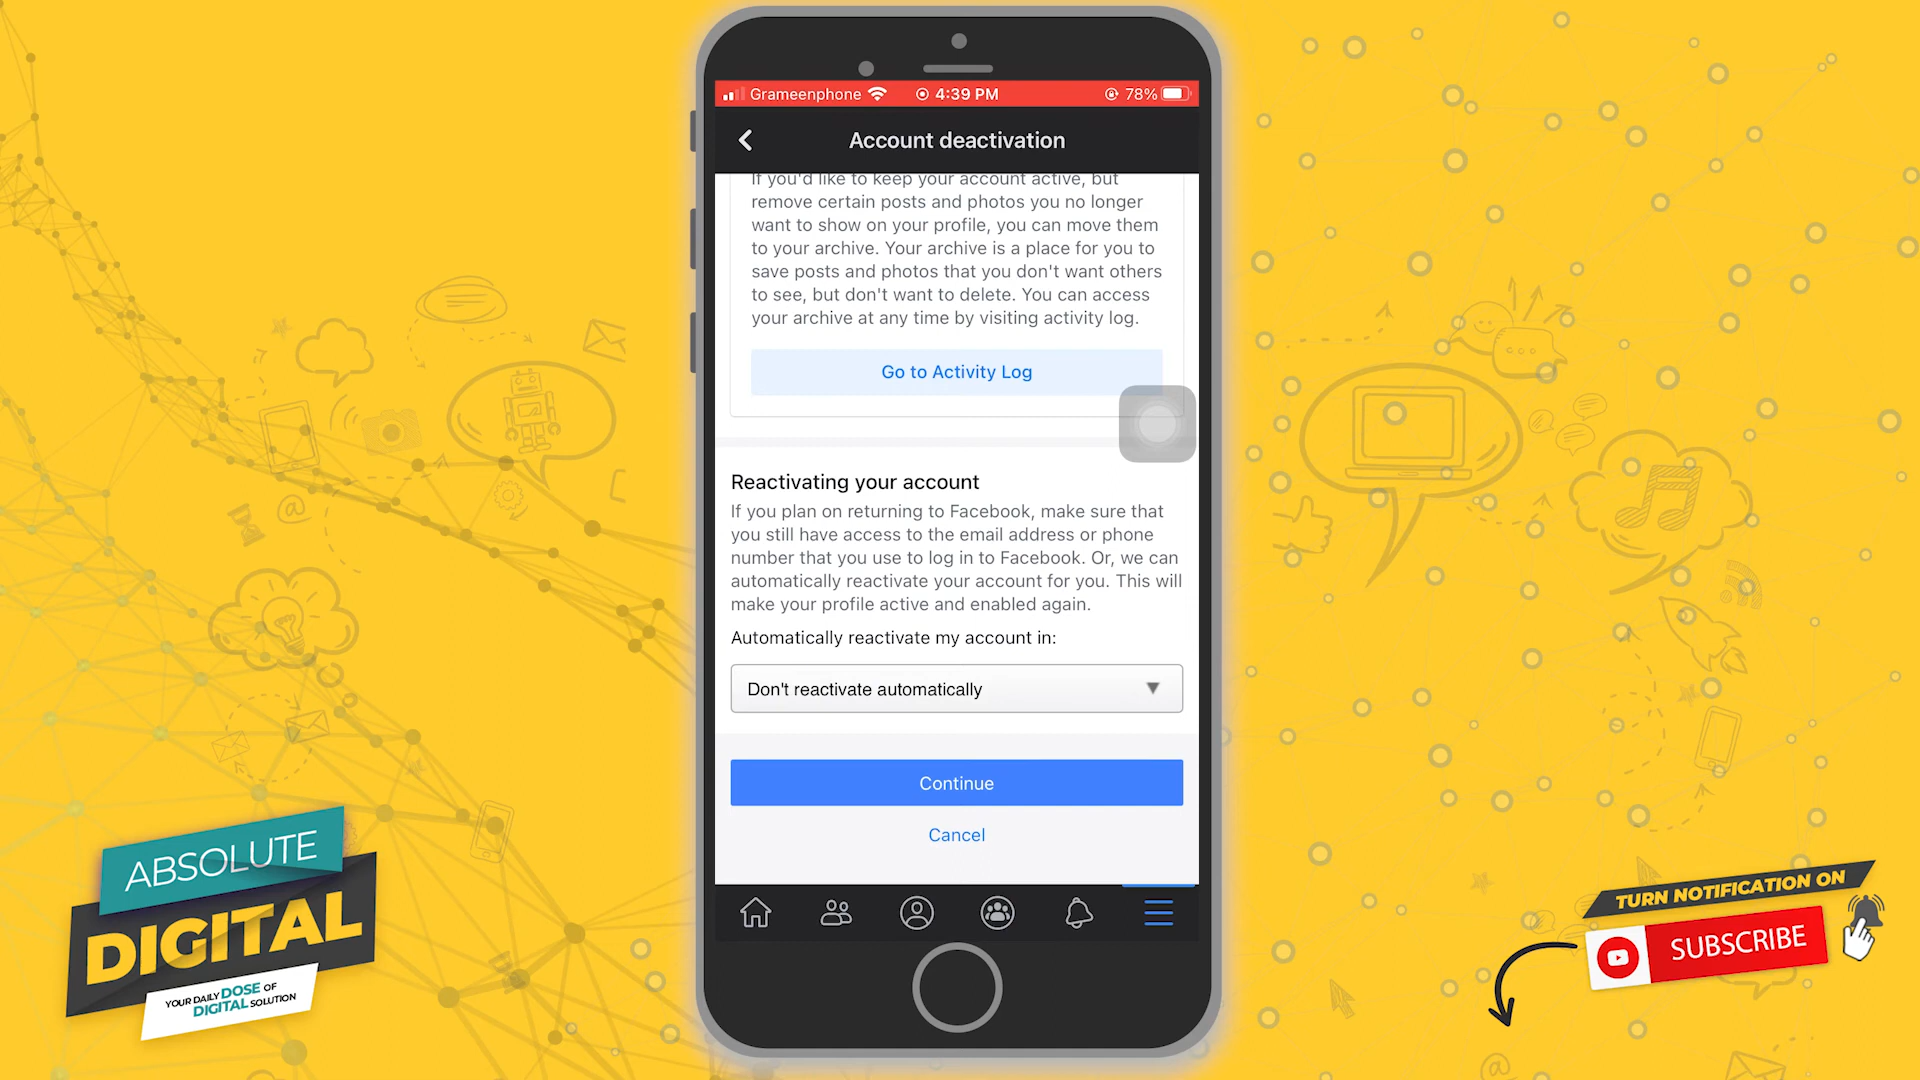 Grameenphone
4:39 PM
78%
Account deactivation
If you'd like to keep your account active, but
remove certain posts and photos you no longer
want to show on your profile, you can move them
to your archive. Your archive is a place for you to
save posts and photos that you don't want others
to see, but don't want to delete. You can access
your archive at any time by visiting activity log.
Go to Activity Log
Reactivating your account
If you plan on returning to Facebook, make sure that
you still have access to the email address or phone
number that you use to log in to Facebook. Or, we can
automatically reactivate your account for you. This will
make your profile active and enabled again.
Automatically reactivate my account in:
Don't reactivate automatically
Continue
Cancel
ABSOLUTE
DIGITAL
YOUR DAILY DOSE OF
DIGITAL SOLUTION
TURN NOTIFICATION ON
SUBSCRIBE